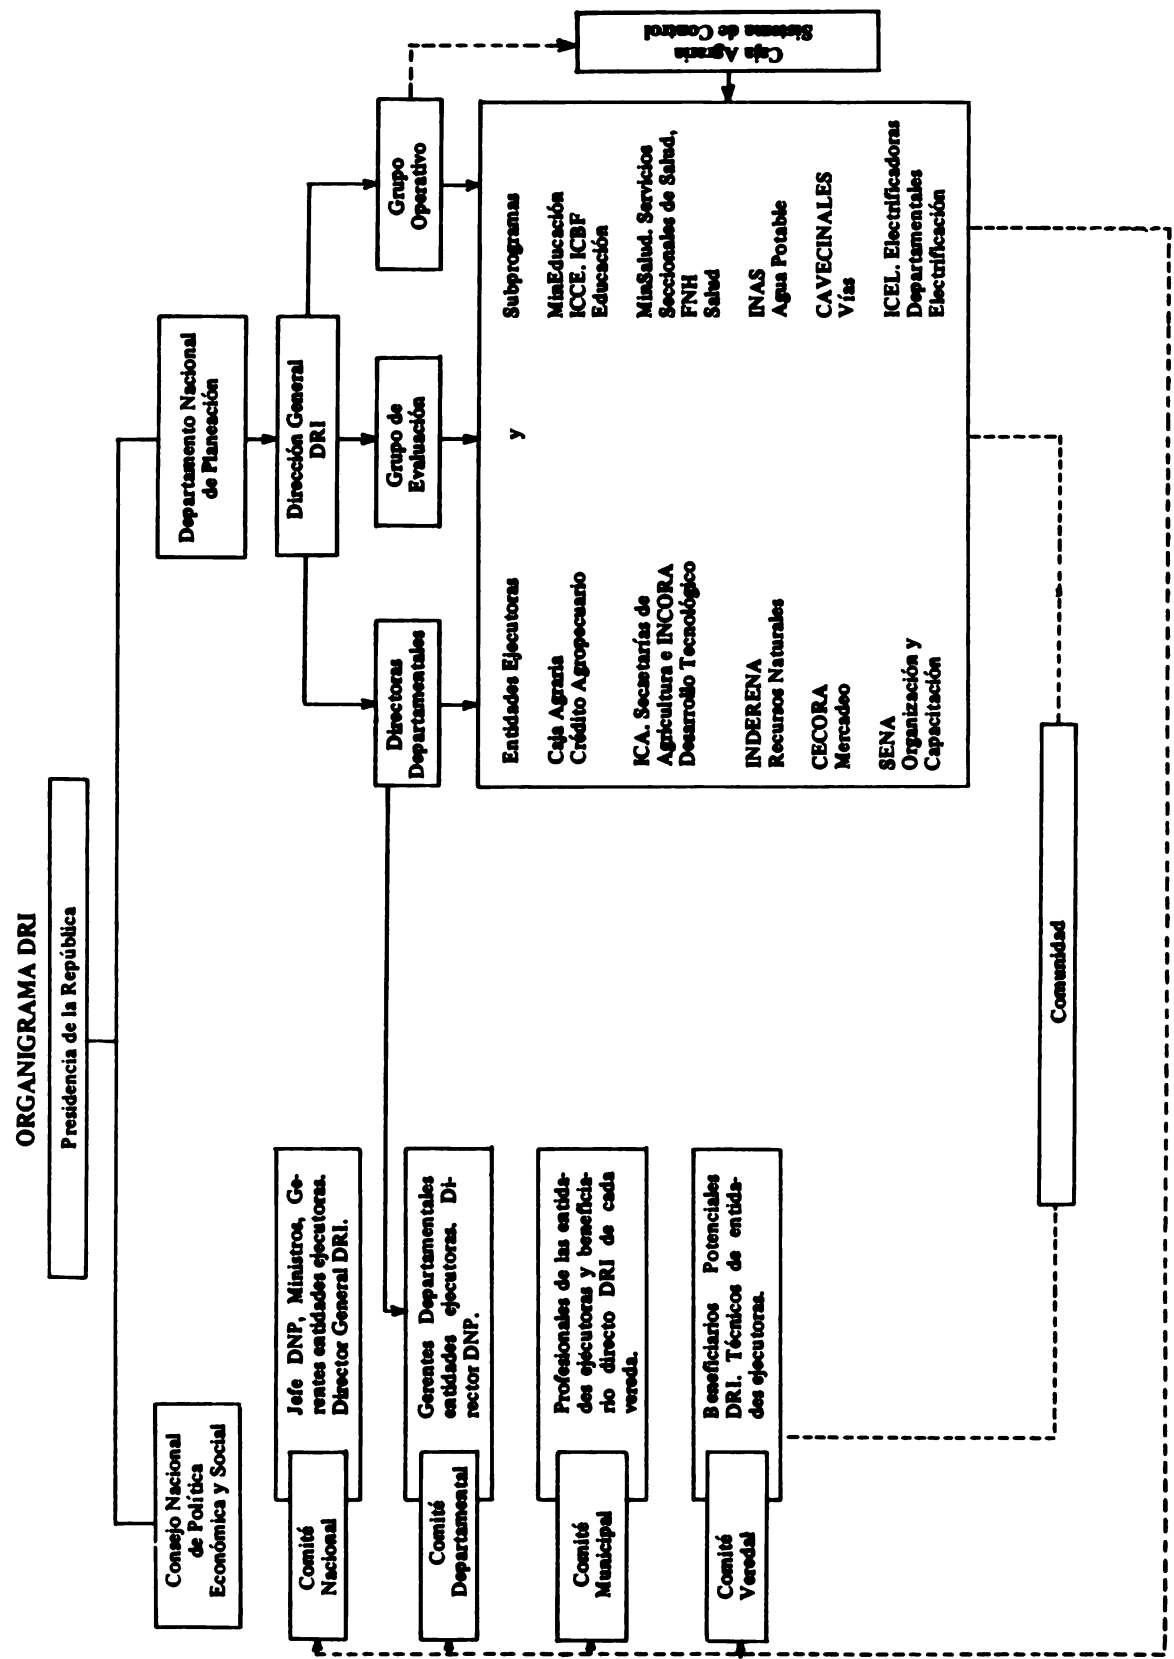 ORGANIGRAMA DRI
Presidencia de la República
Consejo Nacional
de Política
Económica y Social
Departamento Nacional
de Planeación
Dirección General
DRI
Comité
Nacional
Jefe DNP, Ministros, Ge-
rentes entidades ejecutoras.
Director General DRI.
Comité
Departamental
Gerentes Departamentales
entidades ejecutoras. Di-
rector DNP.
Comité
Municipal
Profesionales de las entida-
des ejecutoras y beneficia-
rio directo DRI de cada
vereda.
Comité
Veredal
Beneficiarios Potenciales
DRI. Técnicos de entida-
des ejecutoras.
Directoras
Departamentales
Grupo de
Evaluación
Grupo
Operativo
Caja Agraria
Sistema de Control
Entidades Ejecutoras y Subprogramas
Caja Agraria
Crédito Agropecuario
ICA. Secretarías de
Agricultura e INCORA
Desarrollo Tecnológico
INDERENA
Recursos Naturales
CECORA
Mercadeo
SENA
Organización y
Capacitación
MinEducación
ICCE. ICBF
Educación
MinSalud. Servicios
Seccionales de Salud,
FNH
Salud
INAS
Agua Potable
CAVECINALES
Vías
ICEL. Electrificadoras
Departamentales
Electrificación
Comunidad